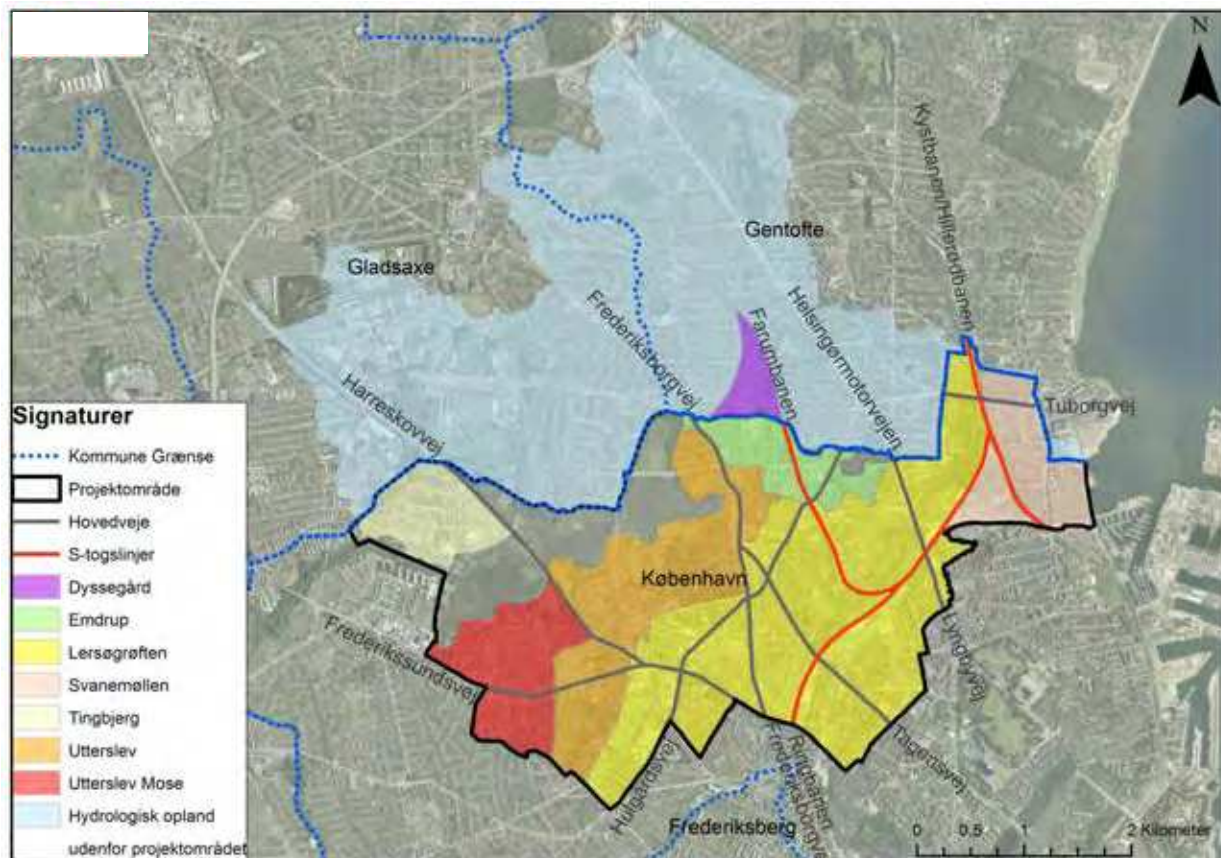 N
Kystbanen/Hillerødbanen
Gentofte
Gladsaxe
Frederiksborgvej
Farumbanen
Helsingørmotorvejen
Harreskovvej
Tuborgvej
København
Frederikssundsvej
Lyngbyvej
Hulgårdsvej
Frederiksborgvej
Ringbanen
Tagensvej
Frederiksberg
Signaturer
Kommune Grænse
Projektområde
Hovedveje
S-togslinjer
Dyssegård
Emdrup
Lersøgrøften
Svanemøllen
Tingbjerg
Utterslev
Utterslev Mose
Hydrologisk opland
udenfor projektområdet
0 0.5 1 2 Kilometer